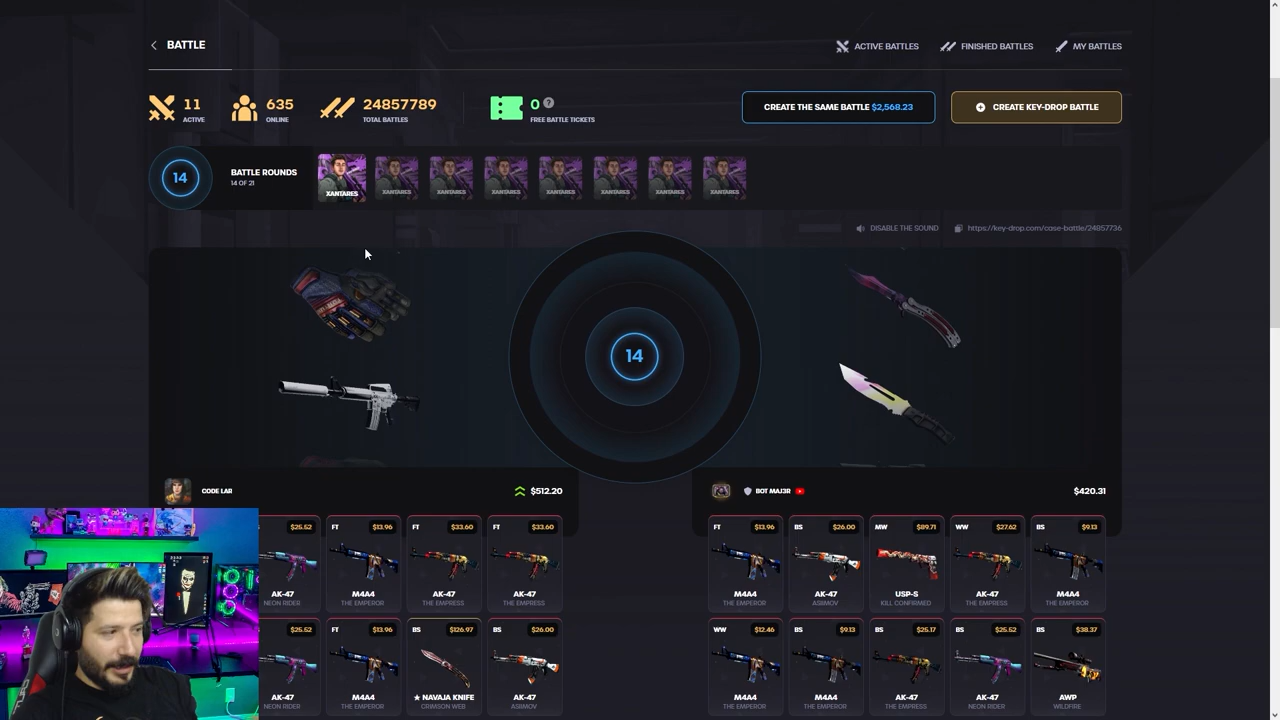 BATTLE
ACTIVE BATTLES
FINISHED BATTLES
MY BATTLES
11
ACTIVE
635
ONLINE
24857789
TOTAL BATTLES
0
FREE BATTLE TICKETS
CREATE THE SAME BATTLE $2,568.23
CREATE KEY-DROP BATTLE
14
BATTLE ROUNDS
14 OF 21
XANTARES
XANTARES
XANTARES
XANTARES
XANTARES
XANTARES
XANTARES
XANTARES
DISABLE THE SOUND
https://key-drop.com/case-battle/24857736
14
CODE LAR
$512.20
BOT MAJ3R
$420.31
$25.52
AK-47
NEON RIDER
FT $13.96
M4A4
THE EMPEROR
FT $33.60
AK-47
THE EMPRESS
FT $33.60
AK-47
THE EMPRESS
FT $13.96
M4A4
THE EMPEROR
BS $26.00
AK-47
ASIIMOV
MW $89.71
USP-S
KILL CONFIRMED
WW $27.62
AK-47
THE EMPRESS
BS $9.13
M4A4
THE EMPEROR
$25.52
AK-47
NEON RIDER
FT $13.96
M4A4
THE EMPEROR
BS $126.97
★ NAVAJA KNIFE
CRIMSON WEB
BS $26.00
AK-47
ASIIMOV
WW $12.46
M4A4
THE EMPEROR
BS $9.13
M4A4
THE EMPEROR
BS $25.17
AK-47
THE EMPRESS
BS $25.52
AK-47
NEON RIDER
BS $38.37
AWP
WILDFIRE